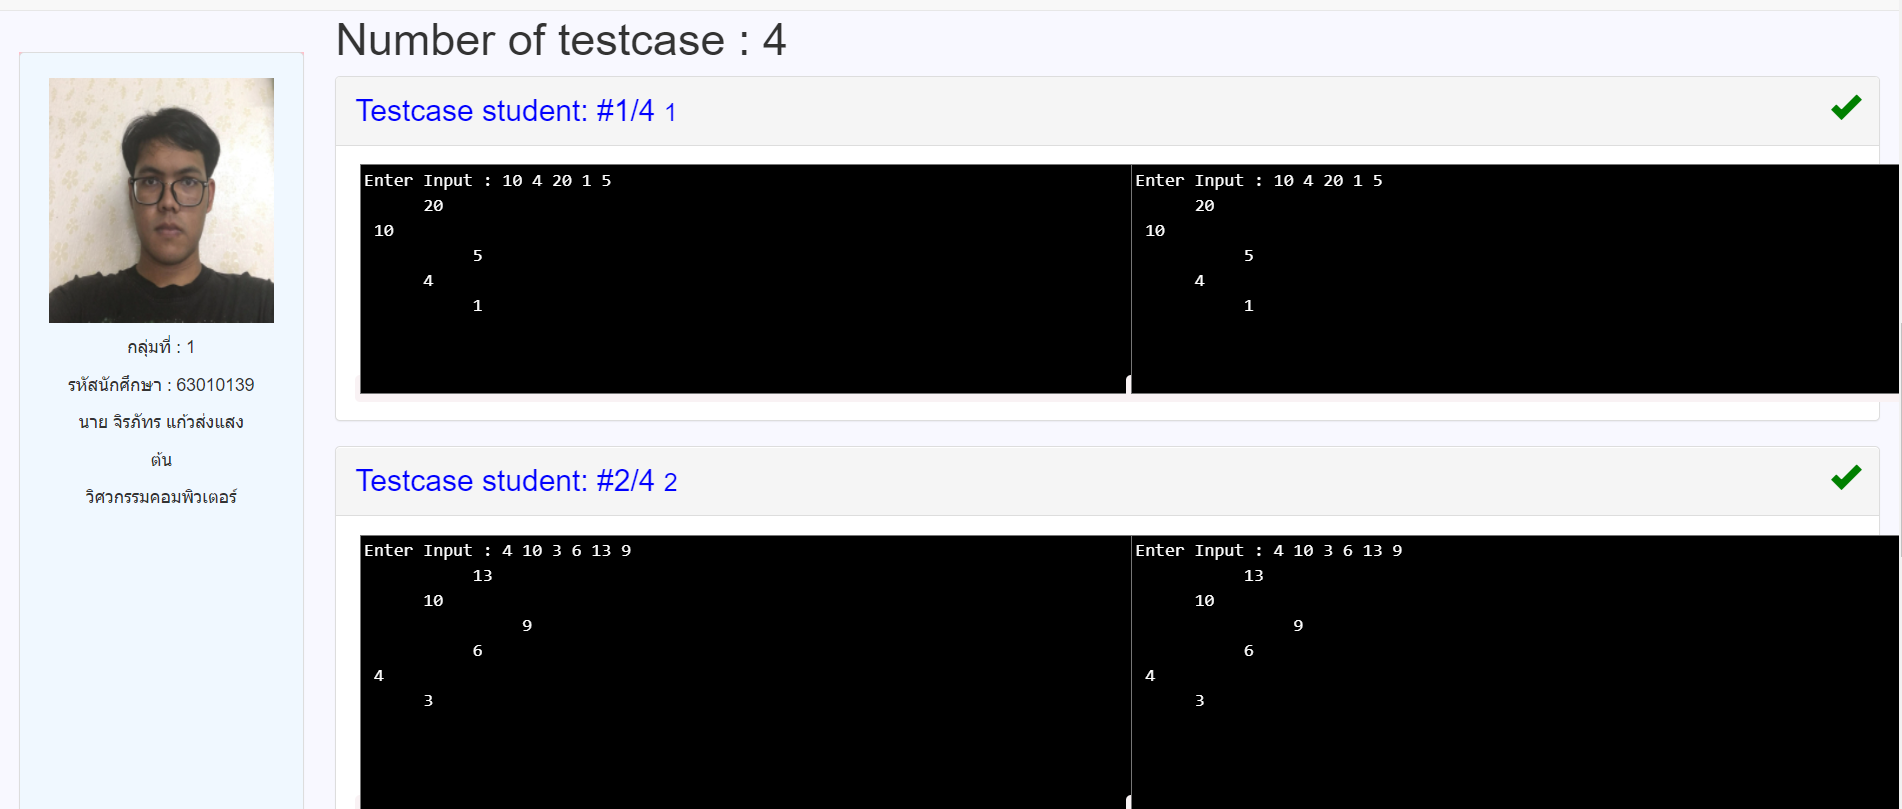 Number of testcase : 4
กลุ่มที่ : 1
รหัสนักศึกษา : 63010139
นาย จิรภัทร แก้วส่งแสง
ต้น
วิศวกรรมคอมพิวเตอร์
Testcase student: #1/4 1
Enter Input : 10 4 20 1 5
20
10
5
4
1
Enter Input : 10 4 20 1 5
20
10
5
4
1
Testcase student: #2/4 2
Enter Input : 4 10 3 6 13 9
13
10
9
6
4
3
Enter Input : 4 10 3 6 13 9
13
10
9
6
4
3